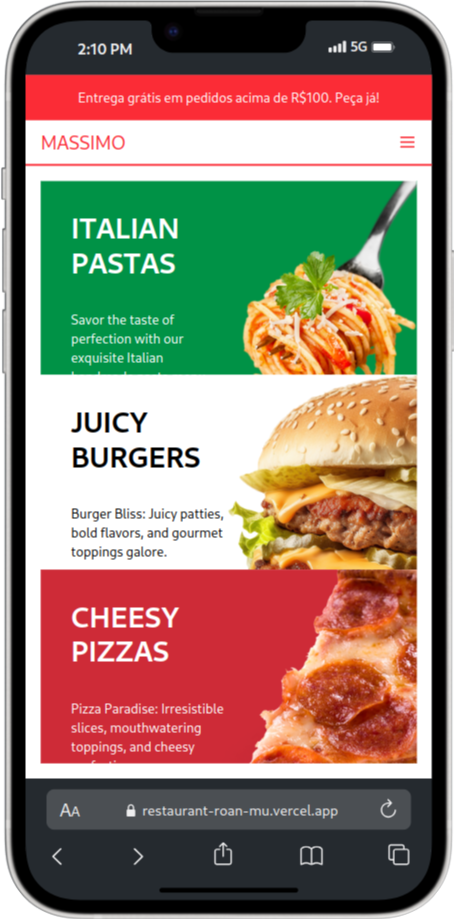 2:10 PM
5G
Entrega grátis em pedidos acima de R$100. Peça já!
MASSIMO
ITALIAN
PASTAS
Savor the taste of
perfection with our
exquisite Italian
JUICY
BURGERS
Burger Bliss: Juicy patties,
bold flavors, and gourmet
toppings galore.
CHEESY
PIZZAS
Pizza Paradise: Irresistible
slices, mouthwatering
toppings, and cheesy
AA
restaurant-roan-mu.vercel.app